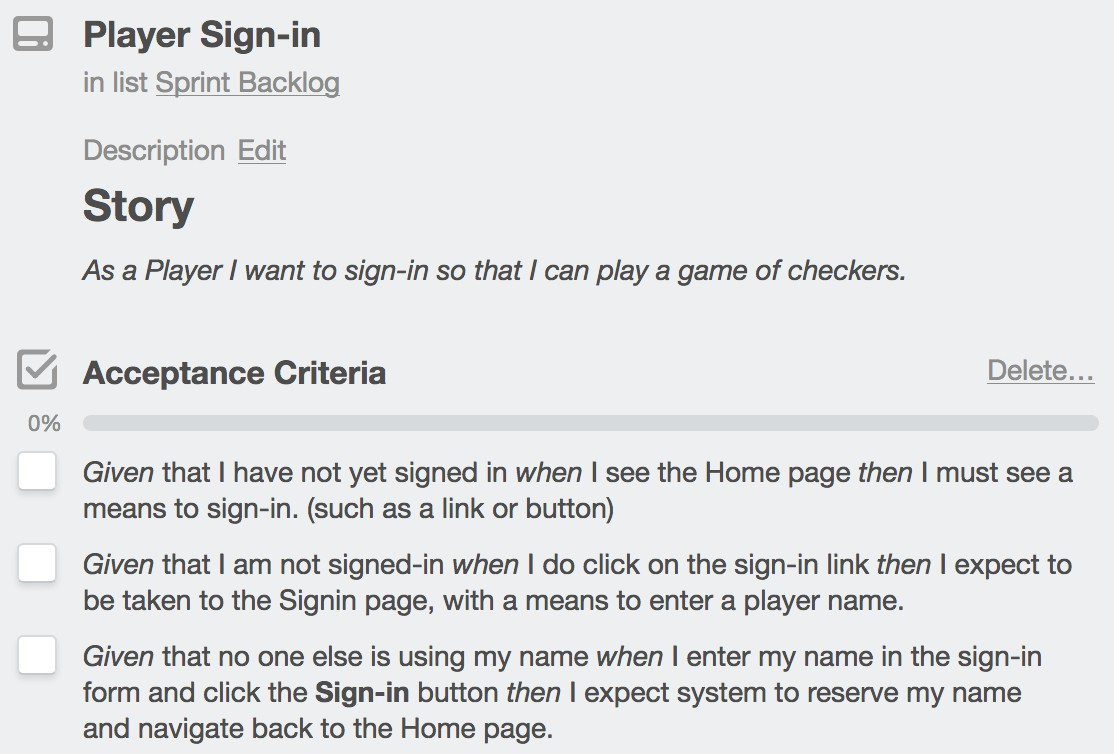 Player Sign-in
in list Sprint Backlog
Description Edit
Story
As a Player I want to sign-in so that I can play a game of checkers.
Acceptance Criteria Delete...
0%
Given that I have not yet signed in when I see the Home page then I must see a
means to sign-in. (such as a link or button)
Given that I am not signed-in when I do click on the sign-in link then I expect to
be taken to the Signin page, with a means to enter a player name.
Given that no one else is using my name when I enter my name in the sign-in
form and click the Sign-in button then I expect system to reserve my name
and navigate back to the Home page.